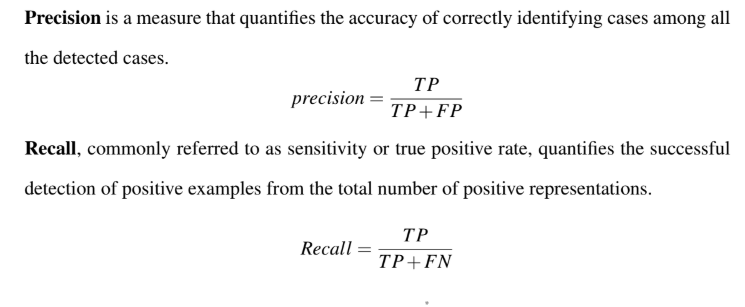 Precision is a measure that quantifies the accuracy of correctly identifying cases among all
the detected cases.
precision = TP / TP + FP
Recall, commonly referred to as sensitivity or true positive rate, quantifies the successful
detection of positive examples from the total number of positive representations.
Recall = TP / TP + FN